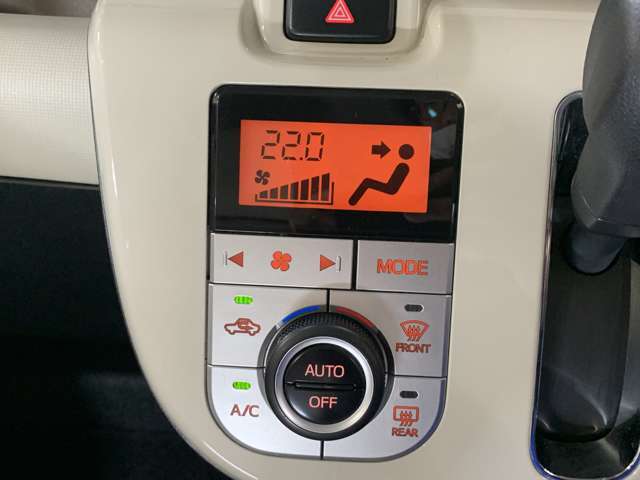 22.0
MODE
FRONT
AUTO
OFF
A/C
REAR